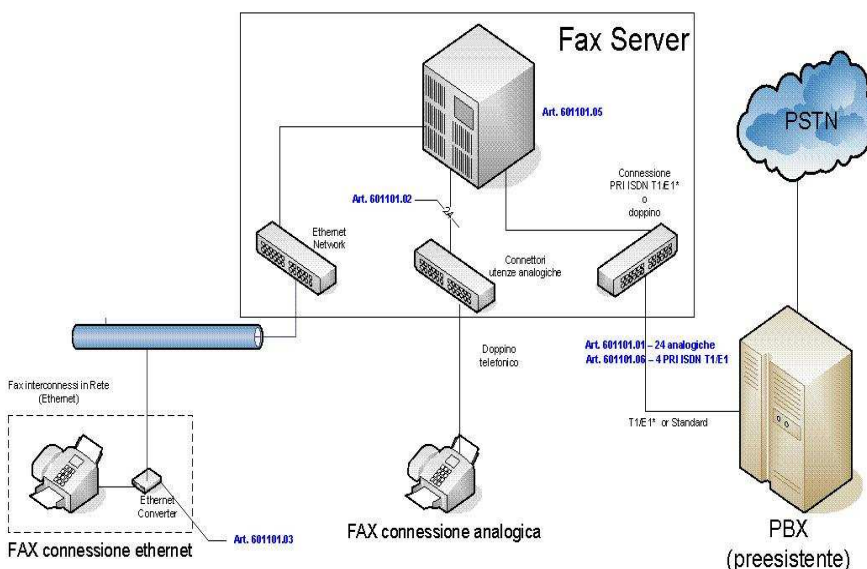 Fax Server
Art. 601101.05
PSTN
Connessione
PRI ISDN T1/E1*
o
doppino
Art. 601101.02
24
Ethernet
Network
Connettori
utenze analogiche
Doppino
telefonico
Art. 601101.01 – 24 analogiche
Art. 601101.06 – 4 PRI ISDN T1/E1
Fax interconnessi in Rete
(Ethernet)
T1/E1* or Standard
Ethernet
Converter
Art. 601101.03
FAX connessione ethernet
FAX connessione analogica
PBX
(preesistente)